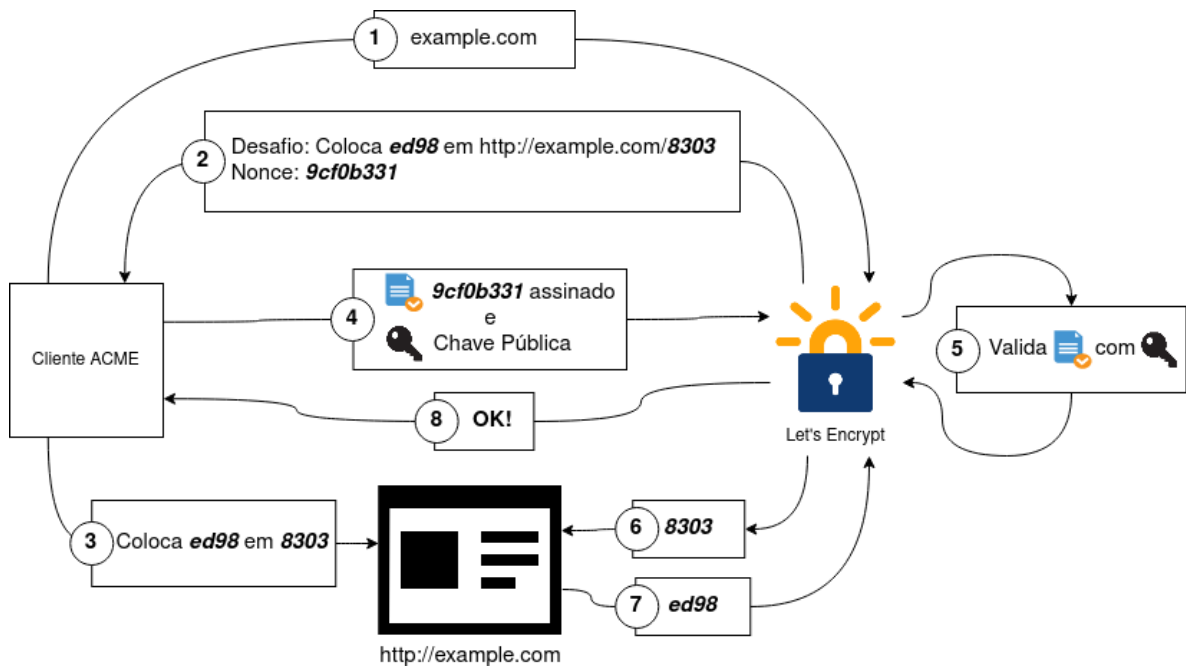 1
example.com
2
Desafio: Coloca ed98 em http://example.com/8303
Nonce: 9cf0b331
Cliente ACME
4
9cf0b331 assinado
e
Chave Pública
5
Valida com
8
OK!
Let's Encrypt
3
Coloca ed98 em 8303
6
8303
7
ed98
http://example.com